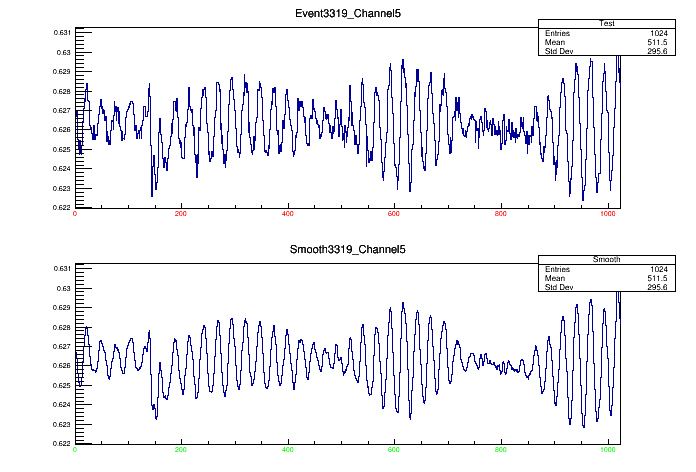 Event3319_Channel5
Test
Entries 1024
Mean 511.5
Std Dev 295.6
0.631
0.63
0.629
0.628
0.627
0.626
0.625
0.624
0.623
0.622
0 200 400 600 800 1000
Smooth3319_Channel5
Smooth
Entries 1024
Mean 511.5
Std Dev 295.6
0.631
0.63
0.629
0.628
0.627
0.626
0.625
0.624
0.623
0.622
0 200 400 600 800 1000